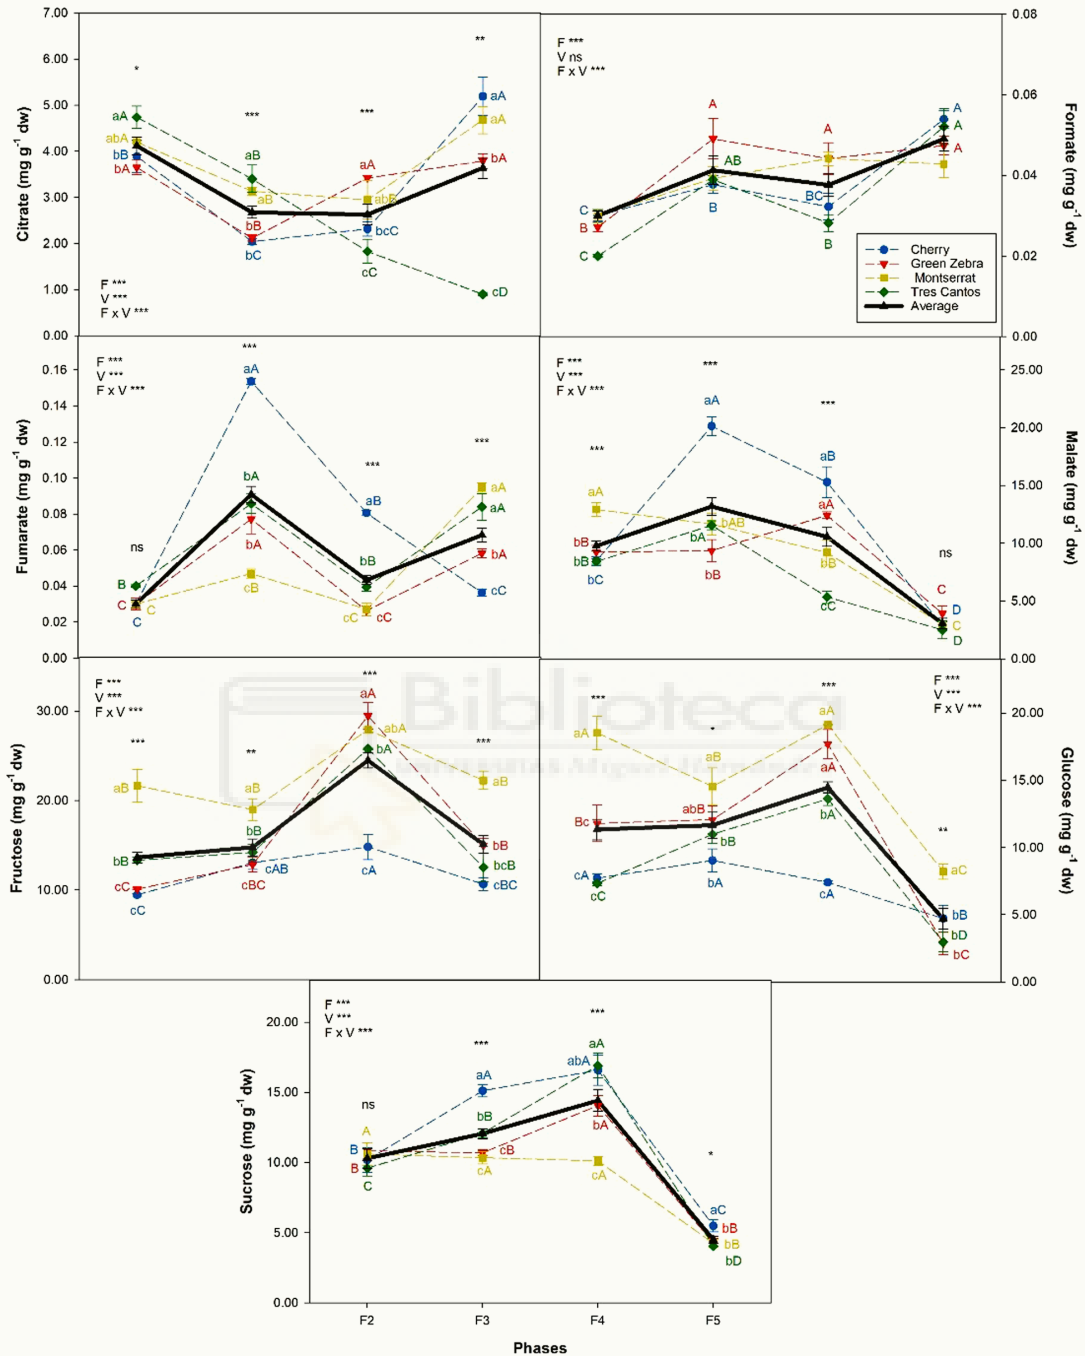 7.00
6.00
5.00
4.00
3.00
2.00
1.00
0.00
Citrate (mg g⁻¹ dw)
*
***
***
**
aA
abA
bB
bA
aB
aB
bB
bC
aA
abB
bcC
cC
aA
aA
bA
cD
F ***
V ***
F x V ***
0.08
0.06
0.04
0.02
0.00
Formate (mg g⁻¹ dw)
F ***
V ns
F x V ***
C
B
C
A
AB
B
A
BC
B
A
A
A
Cherry
Green Zebra
Montserrat
Tres Cantos
Average
0.16
0.14
0.12
0.10
0.08
0.06
0.04
0.02
0.00
Fumarate (mg g⁻¹ dw)
F ***
V ***
F x V ***
ns
***
***
***
B
C
C
C
aA
bA
bA
cB
aB
bB
cC
cC
aA
aA
bA
cC
25.00
20.00
15.00
10.00
5.00
0.00
Malate (mg g⁻¹ dw)
F ***
V ***
F x V ***
***
***
***
ns
aA
bB
bB
bC
aA
bAB
bA
bB
aB
aA
bB
cC
C
D
C
D
30.00
20.00
10.00
0.00
Fructose (mg g⁻¹ dw)
F ***
V ***
F x V ***
***
**
***
***
aB
bB
cC
cC
aB
bB
cAB
cBC
aA
abA
bA
cA
aB
bB
bcB
cBC
20.00
15.00
10.00
5.00
0.00
Glucose (mg g⁻¹ dw)
F ***
V ***
F x V ***
***
*
***
**
aA
Bc
cA
cC
aB
abB
bB
bA
aA
aA
bA
cA
aC
bB
bD
bC
Biblioteca
UNIVERSITAS Miguel Hernández
20.00
15.00
10.00
5.00
0.00
Sucrose (mg g⁻¹ dw)
F ***
V ***
F x V ***
ns
***
***
*
A
B
B
C
aA
bB
cB
cA
aA
abA
bA
cA
aC
bB
bB
bD
F2
F3
F4
F5
Phases